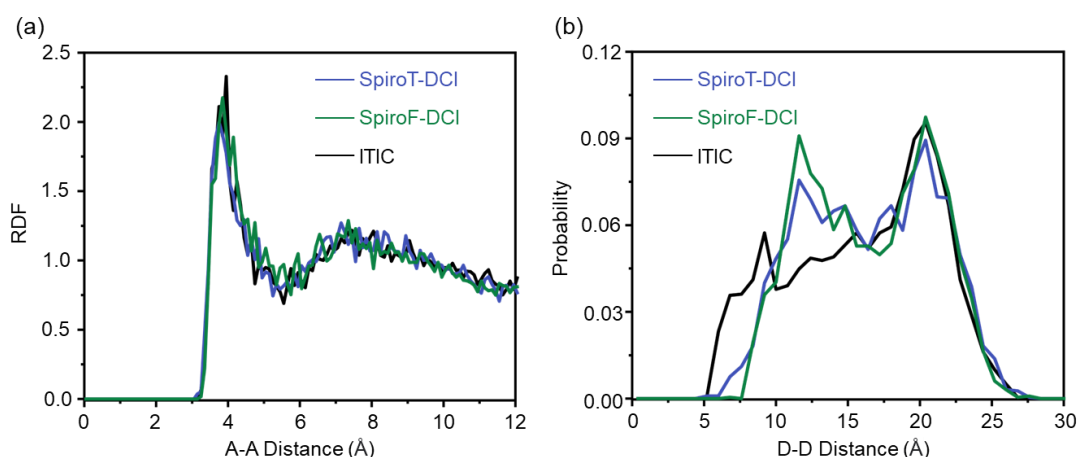 (a)
2.5
2.0
1.5
1.0
0.5
0.0
RDF
SpiroT-DCI
SpiroF-DCI
ITIC
0 2 4 6 8 10 12
A-A Distance (Å)
(b)
0.12
0.09
0.06
0.03
0.00
Probability
SpiroT-DCI
SpiroF-DCI
ITIC
0 5 10 15 20 25 30
D-D Distance (Å)